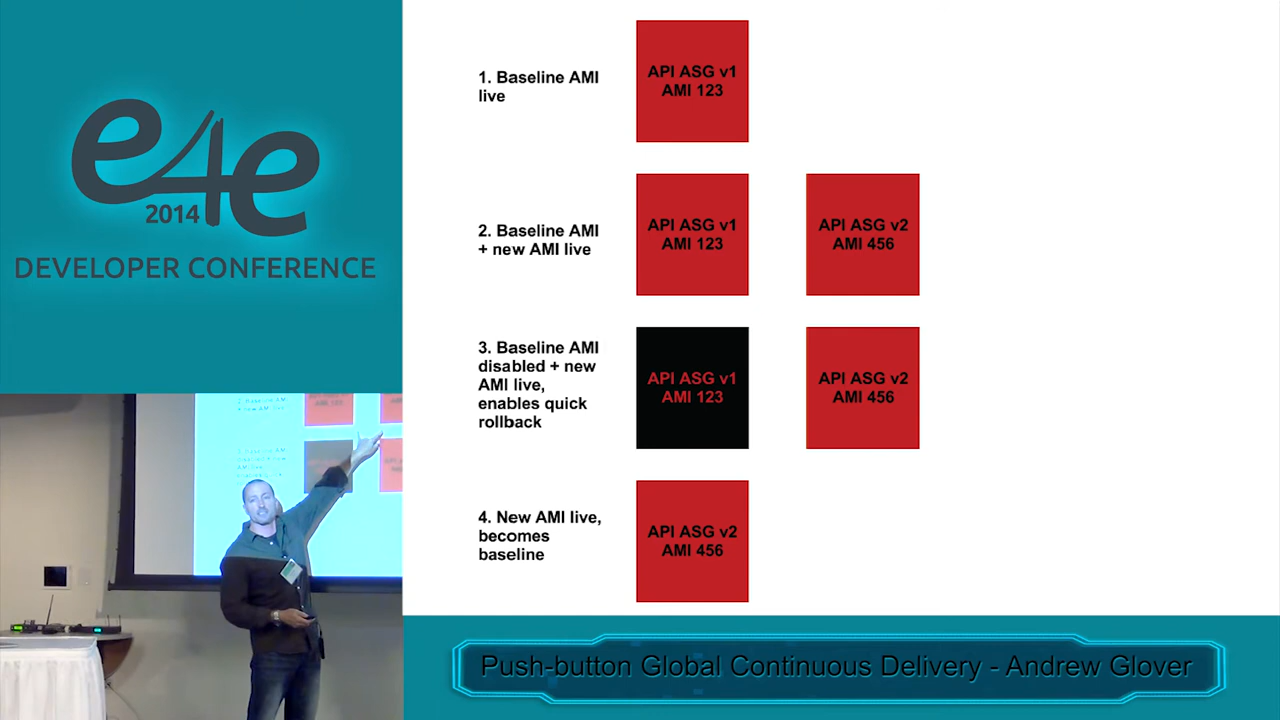 e4e
2014
DEVELOPER CONFERENCE
1. Baseline AMI
live
API ASG v1
AMI 123
2. Baseline AMI
+ new AMI live
API ASG v1
AMI 123
API ASG v2
AMI 456
3. Baseline AMI
disabled + new
AMI live,
enables quick
rollback
API ASG v1
AMI 123
API ASG v2
AMI 456
4. New AMI live,
becomes
baseline
API ASG v2
AMI 456
Push-button Global Continuous Delivery - Andrew Glover